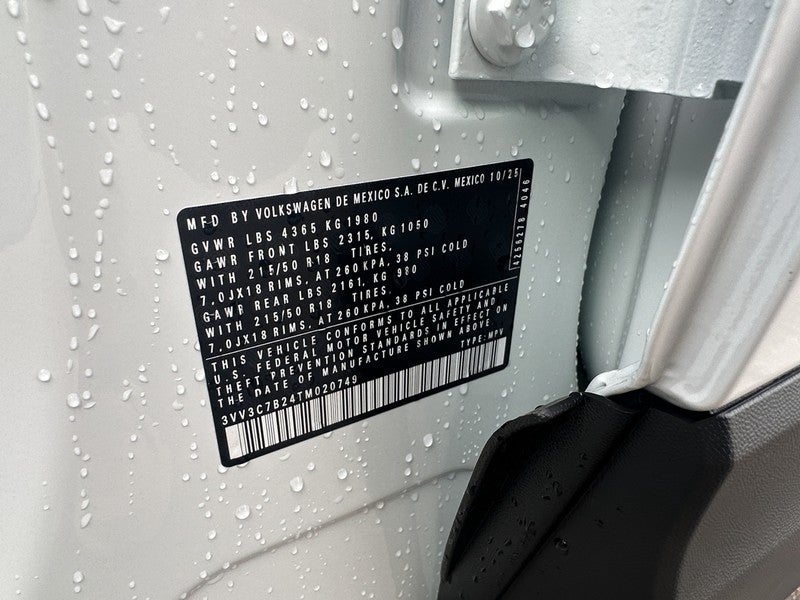 MFD BY VOLKSWAGEN DE MEXICO S.A. DE C.V. MEXICO 10/25
GVWR LBS 4365 KG 1980
GAWR FRONT LBS 2315, KG 1050
WITH 215/50 R18 TIRES.
7,0JX18 RIMS, AT 260 KPA, 38 PSI COLD
GAWR REAR LBS 2161, KG 980
WITH 215/50 R18 TIRES.
7,0JX18 RIMS, AT 260 KPA, 38 PSI COLD
THIS VEHICLE CONFORMS TO ALL APPLICABLE
U.S. FEDERAL MOTOR VEHICLE SAFETY AND
THEFT PREVENTION STANDARDS IN EFFECT ON
THE DATE OF MANUFACTURE SHOWN ABOVE.
3VV3C7B24TM020749 TYPE: MPV
4256278 4046